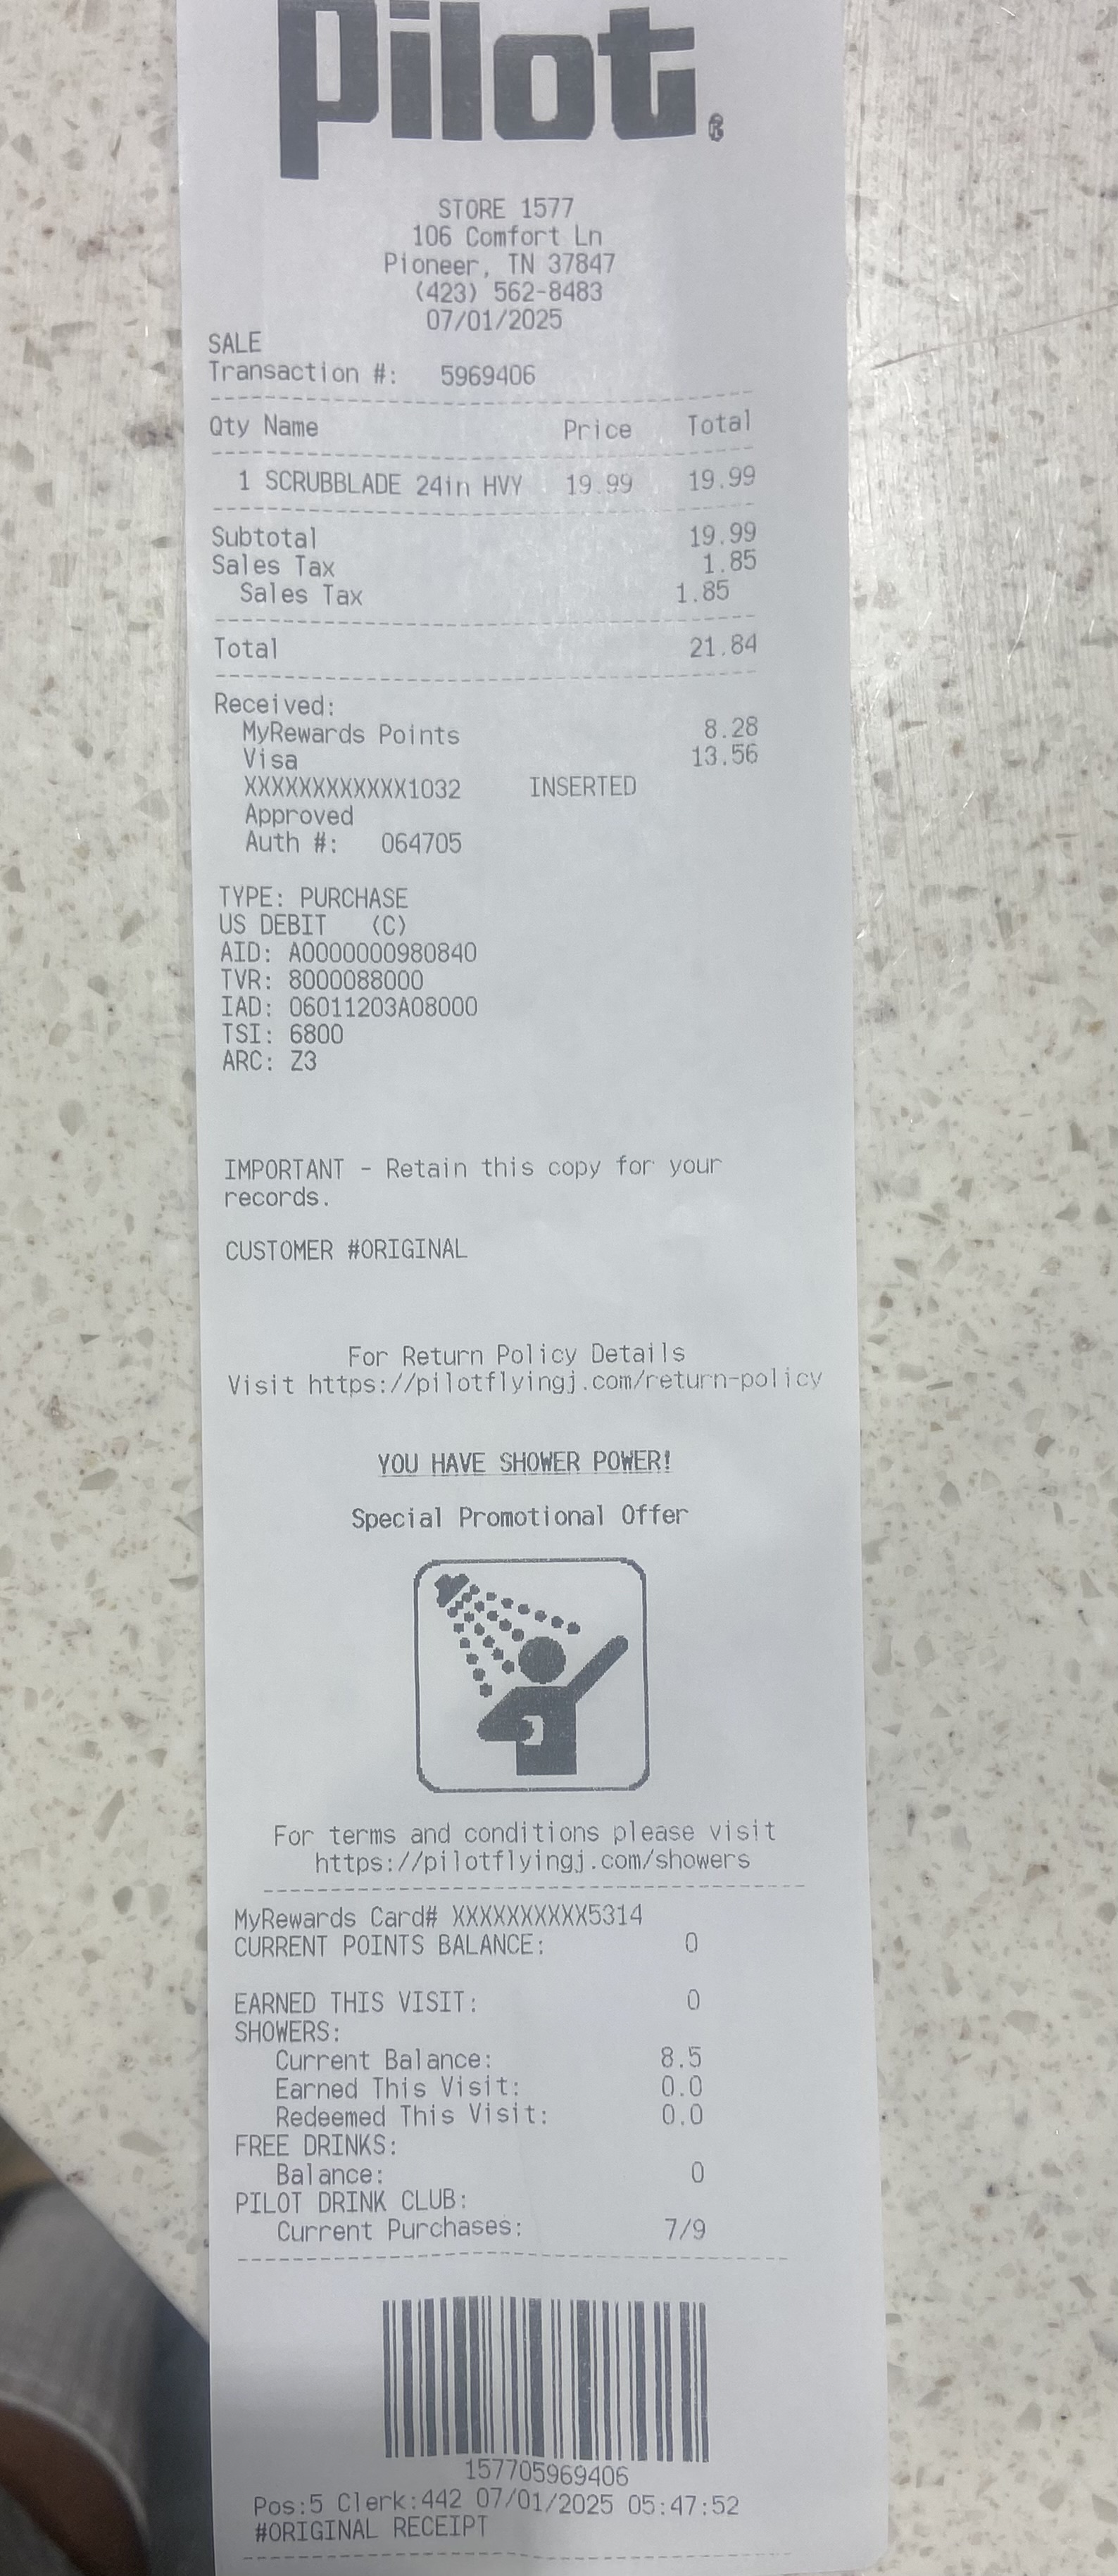 Pilot®
STORE 1577
106 Comfort Ln
Pioneer, TN 37847
(423) 562-8483
07/01/2025
SALE
Transaction #: 5969406
Qty Name Price Total
1 SCRUBBLADE 24in HVY 19.99 19.99
Subtotal 19.99
Sales Tax 1.85
Sales Tax 1.85
Total 21.84
Received:
MyRewards Points 8.28
Visa 13.56
XXXXXXXXXXXX1032 INSERTED
Approved
Auth #: 064705
TYPE: PURCHASE
US DEBIT (C)
AID: A0000000980840
TVR: 8000088000
IAD: 06011203A08000
TSI: 6800
ARC: Z3
IMPORTANT - Retain this copy for your
records.
CUSTOMER #ORIGINAL
For Return Policy Details
Visit https://pilotflyingj.com/return-policy
YOU HAVE SHOWER POWER!
Special Promotional Offer
For terms and conditions please visit
https://pilotflyingj.com/showers
MyRewards Card# XXXXXXXXXX5314
CURRENT POINTS BALANCE: 0
EARNED THIS VISIT: 0
SHOWERS:
Current Balance: 8.5
Earned This Visit: 0.0
Redeemed This Visit: 0.0
FREE DRINKS:
Balance: 0
PILOT DRINK CLUB:
Current Purchases: 7/9
157705969406
Pos:5 Clerk:442 07/01/2025 05:47:52
#ORIGINAL RECEIPT